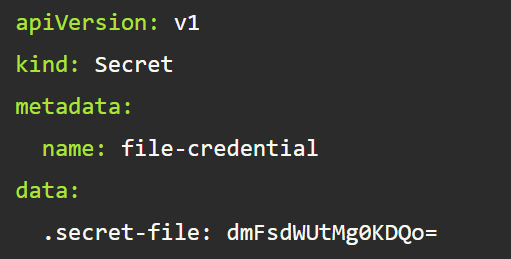 apiVersion: v1
kind: Secret
metadata:
  name: file-credential
data:
  .secret-file: dmFsdWUtMg0KDQo=